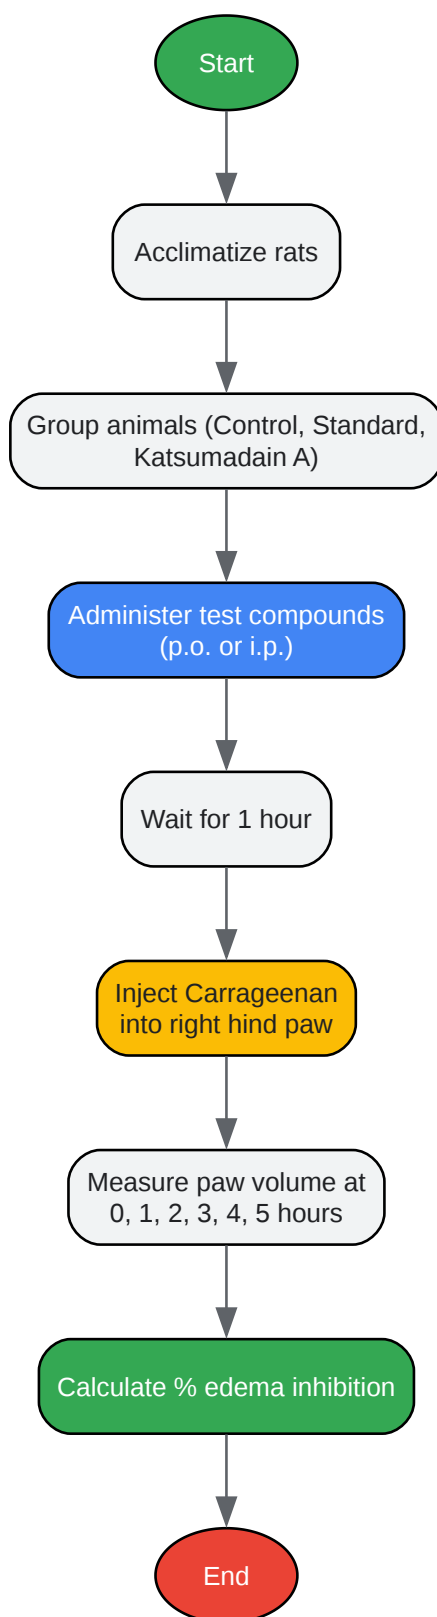 Start
Acclimatize rats
Group animals (Control, Standard,
Katsumadain A)
Administer test compounds
(p.o. or i.p.)
Wait for 1 hour
Inject Carrageenan
into right hind paw
Measure paw volume at
0, 1, 2, 3, 4, 5 hours
Calculate % edema inhibition
End